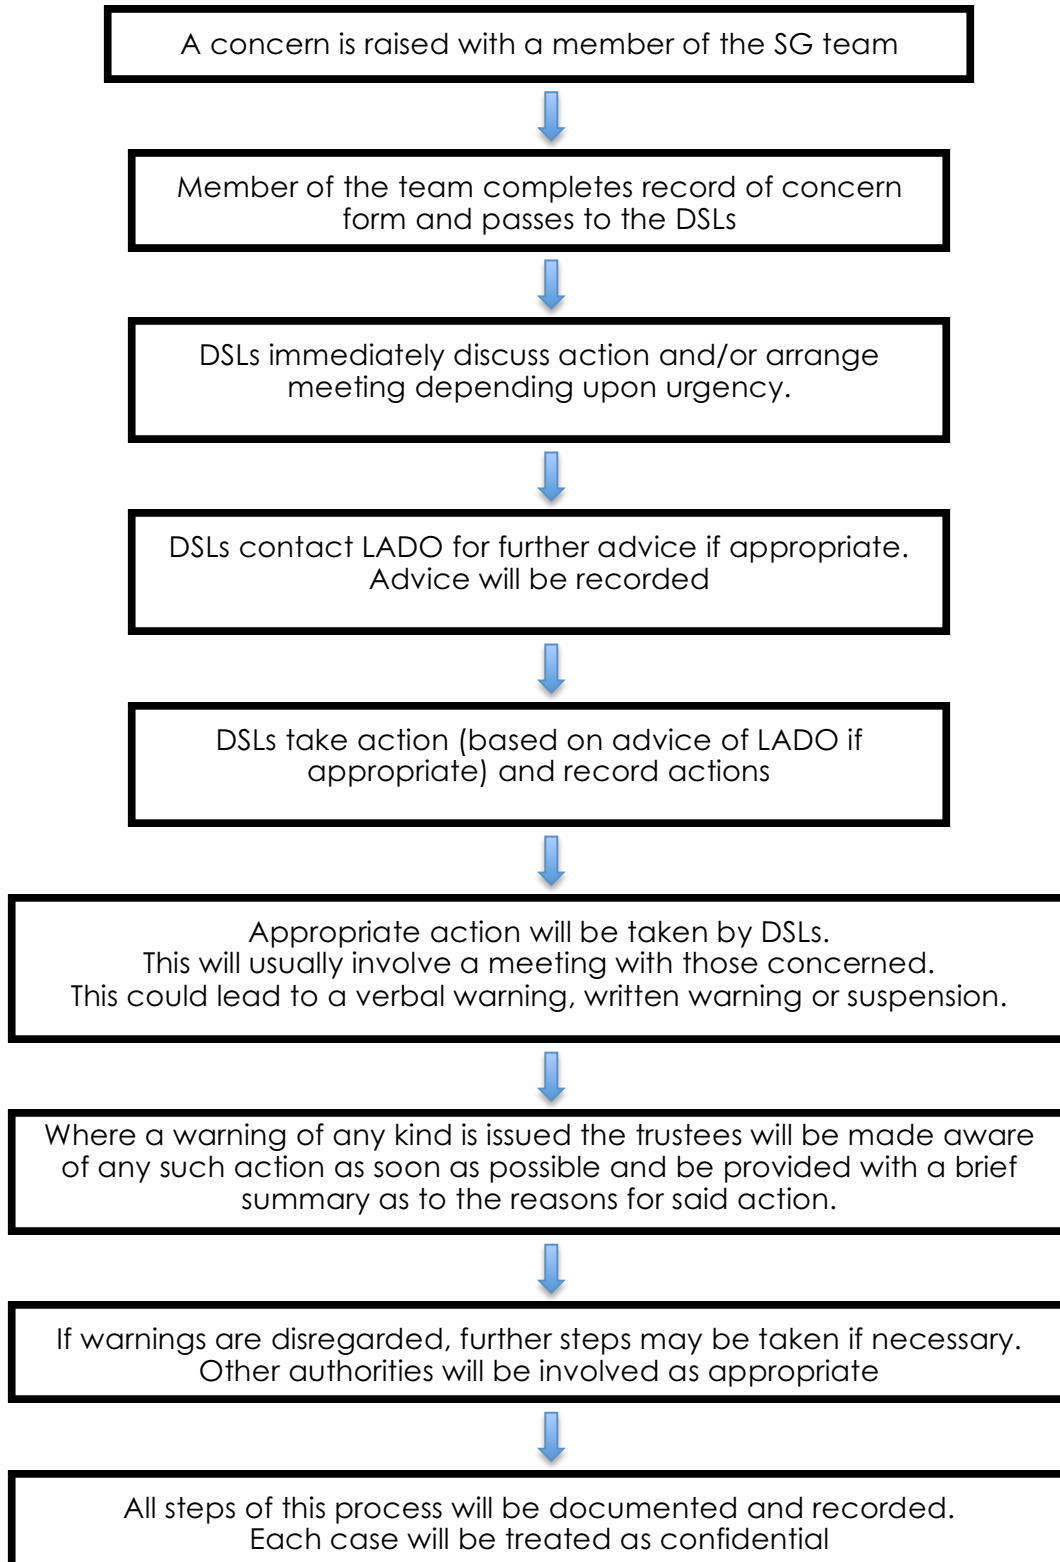 A concern is raised with a member of the SG team
Member of the team completes record of concern
form and passes to the DSLs
DSLs immediately discuss action and/or arrange
meeting depending upon urgency.
DSLs contact LADO for further advice if appropriate.
Advice will be recorded
DSLs take action (based on advice of LADO if
appropriate) and record actions
Appropriate action will be taken by DSLs.
This will usually involve a meeting with those concerned.
This could lead to a verbal warning, written warning or suspension.
Where a warning of any kind is issued the trustees will be made aware
of any such action as soon as possible and be provided with a brief
summary as to the reasons for said action.
If warnings are disregarded, further steps may be taken if necessary.
Other authorities will be involved as appropriate
All steps of this process will be documented and recorded.
Each case will be treated as confidential